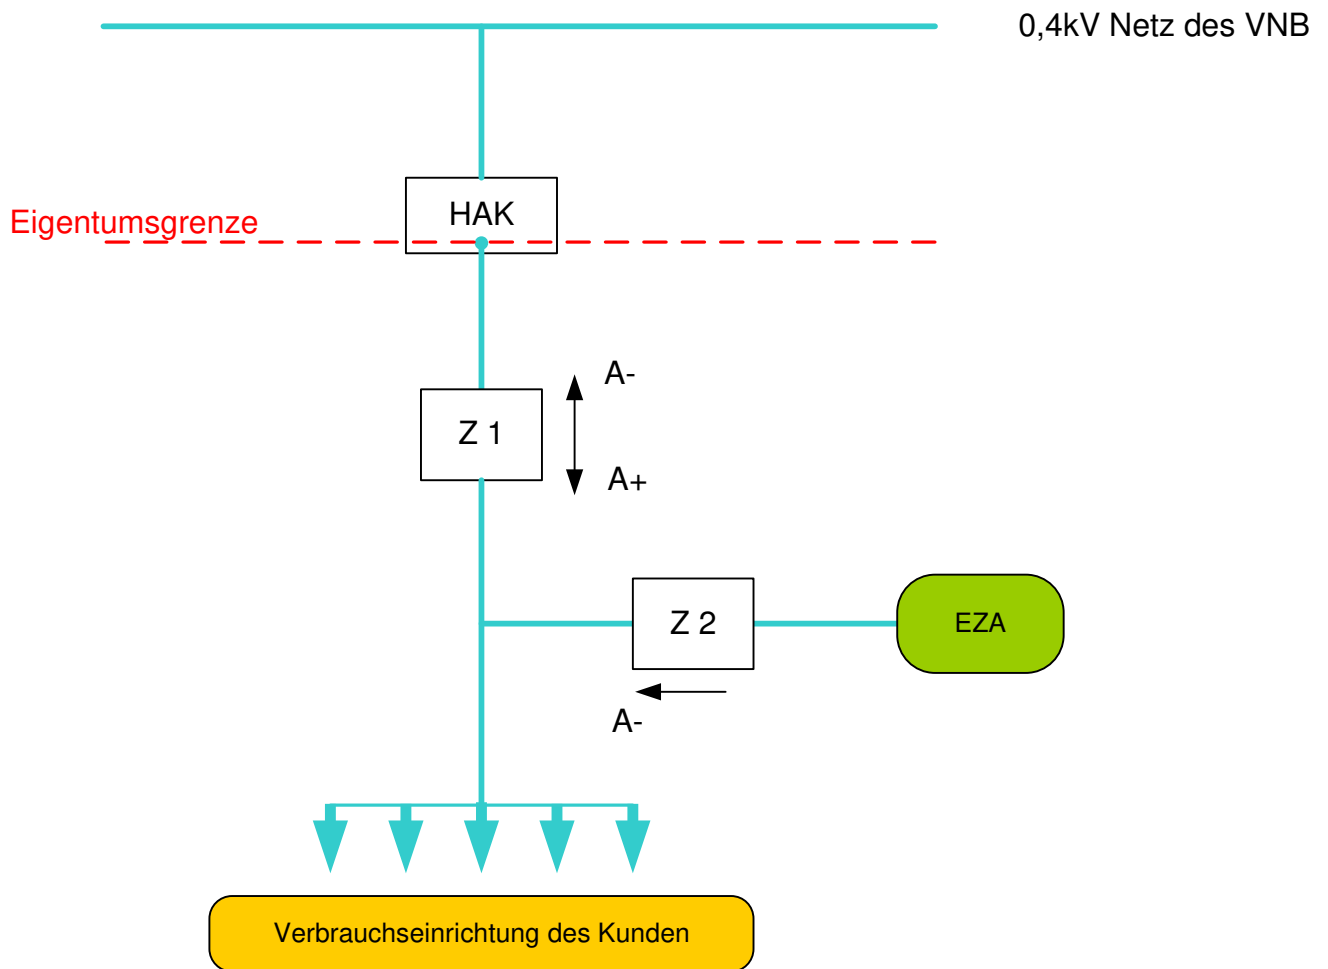 0,4kV Netz des VNB
HAK
Eigentumsgrenze
A-
Z 1
A+
Z 2
EZA
A-
Verbrauchseinrichtung des Kunden